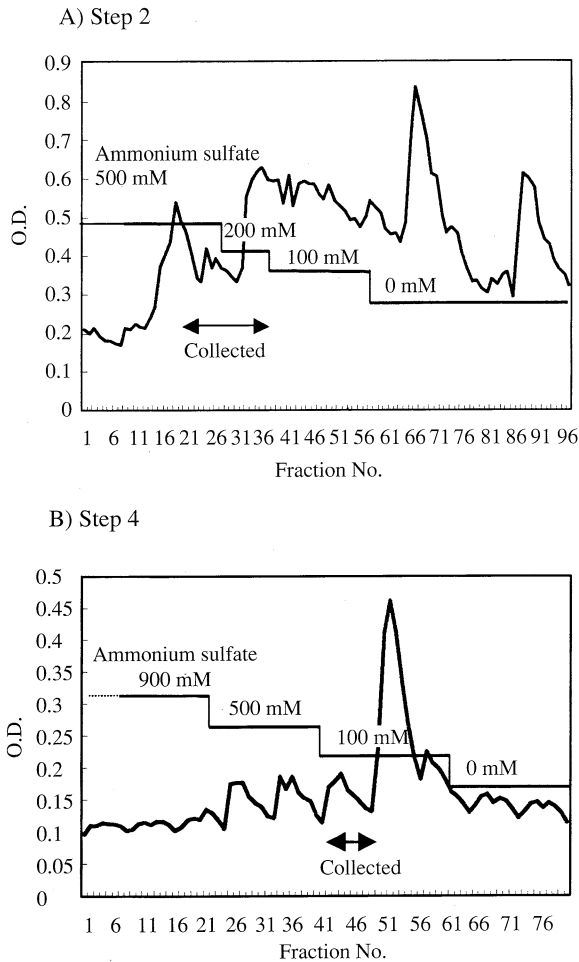 A) Step 2
0.9
0.8
0.7
0.6
0.5
0.4
0.3
0.2
0.1
0
O.D.
Ammonium sulfate
500 mM
200 mM
100 mM
0 mM
Collected
1 6 11 16 21 26 31 36 41 46 51 56 61 66 71 76 81 86 91 96
Fraction No.
B) Step 4
0.5
0.45
0.4
0.35
0.3
0.25
0.2
0.15
0.1
0.05
0
O.D.
Ammonium sulfate
900 mM
500 mM
100 mM
0 mM
Collected
1 6 11 16 21 26 31 36 41 46 51 56 61 66 71 76
Fraction No.